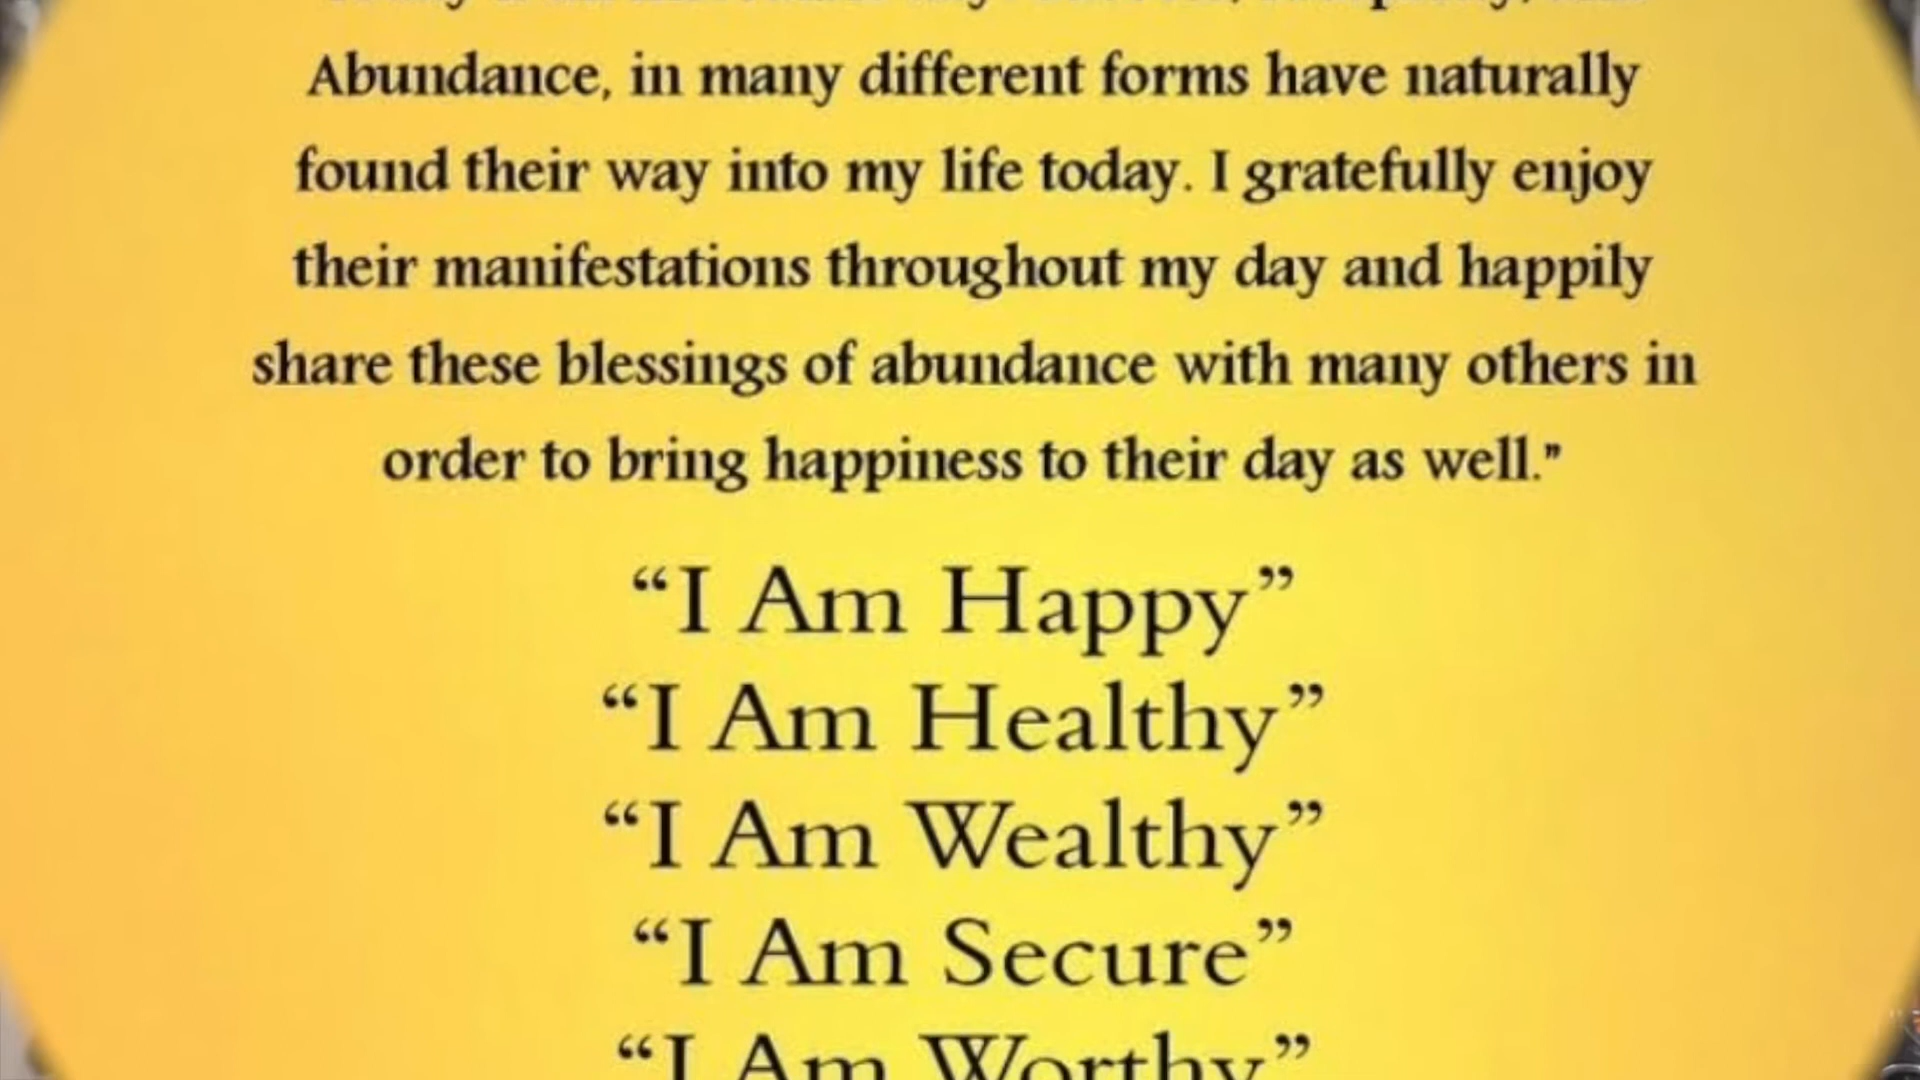 Abundance, in many different forms have naturally
found their way into my life today. I gratefully enjoy
their manifestations throughout my day and happily
share these blessings of abundance with many others in
order to bring happiness to their day as well.”
“I Am Happy”
“I Am Healthy”
“I Am Wealthy”
“I Am Secure”
“I Am Worthy”